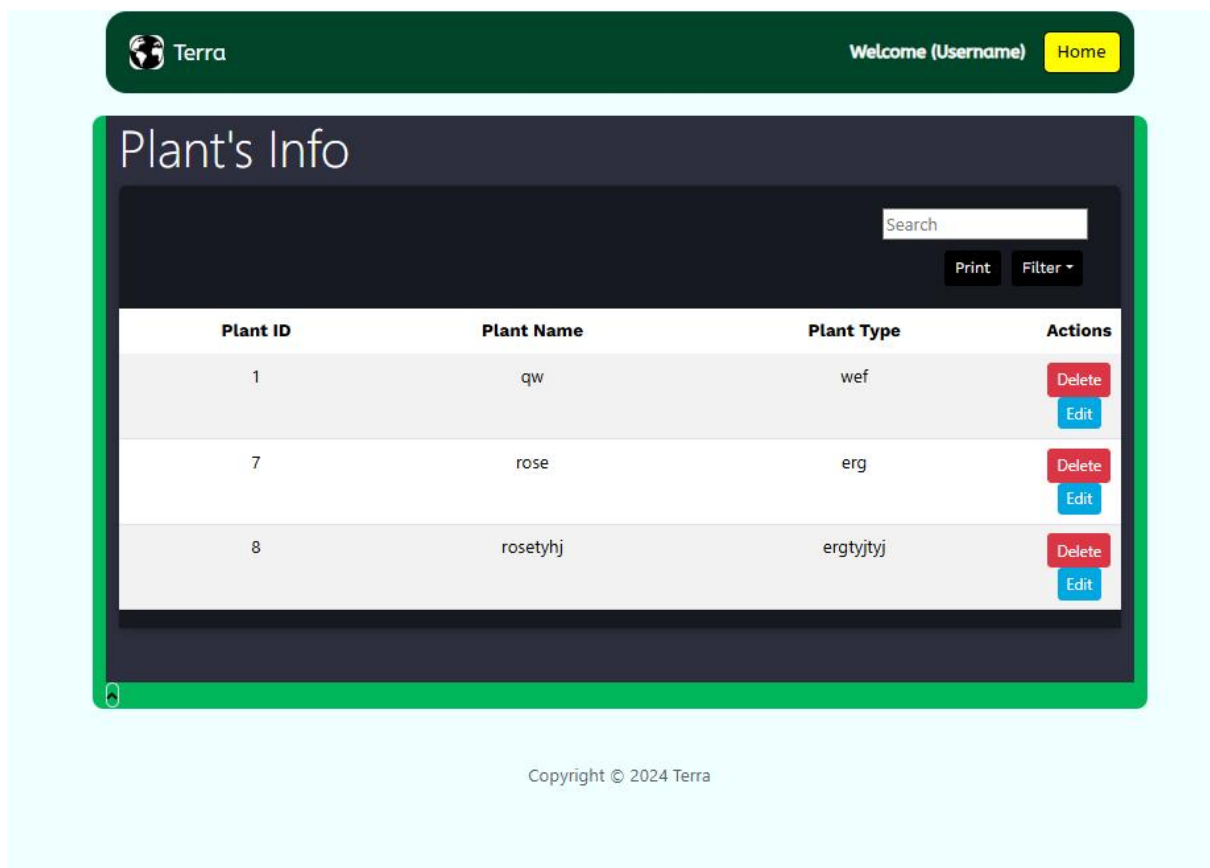 Terra
Welcome (Username) Home
Plant's Info
Search
Print Filter
Plant ID Plant Name Plant Type Actions
1 qw wef Delete
Edit
7 rose erg Delete
Edit
8 rosetyhj ergtyjtyj Delete
Edit
Copyright © 2024 Terra